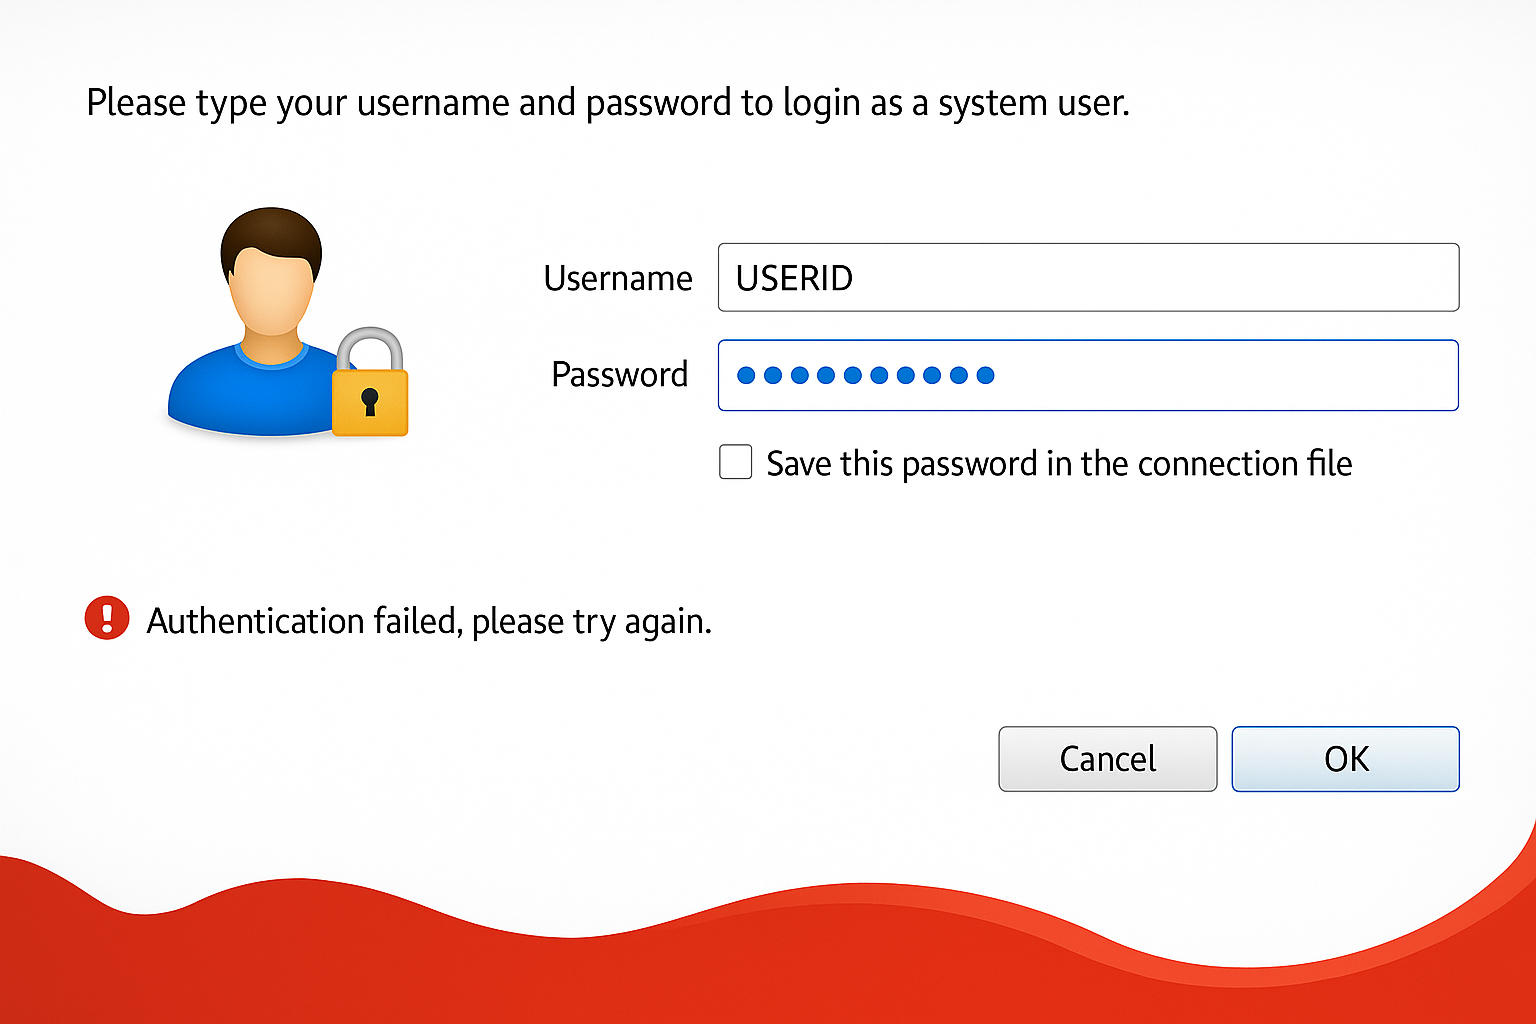 Please type your username and password to login as a system user.
Username
USERID
Password
Save this password in the connection file
Authentication failed, please try again.
Cancel
OK